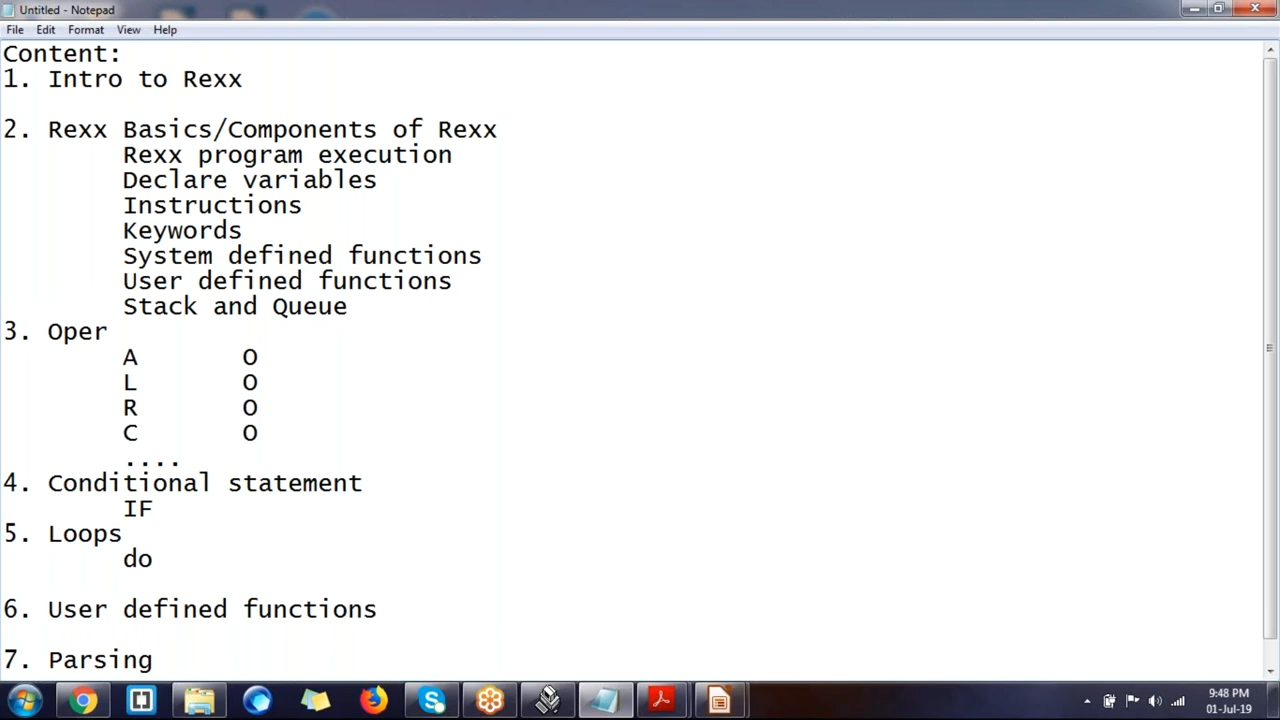 Untitled - Notepad
File Edit Format View Help
Content:
1. Intro to Rexx
2. Rexx Basics/Components of Rexx
Rexx program execution
Declare variables
Instructions
Keywords
System defined functions
User defined functions
Stack and Queue
3. Oper
A O
L O
R O
C O
....
4. Conditional statement
IF
5. Loops
do
6. User defined functions
7. Parsing
9:48 PM
01-Jul-19